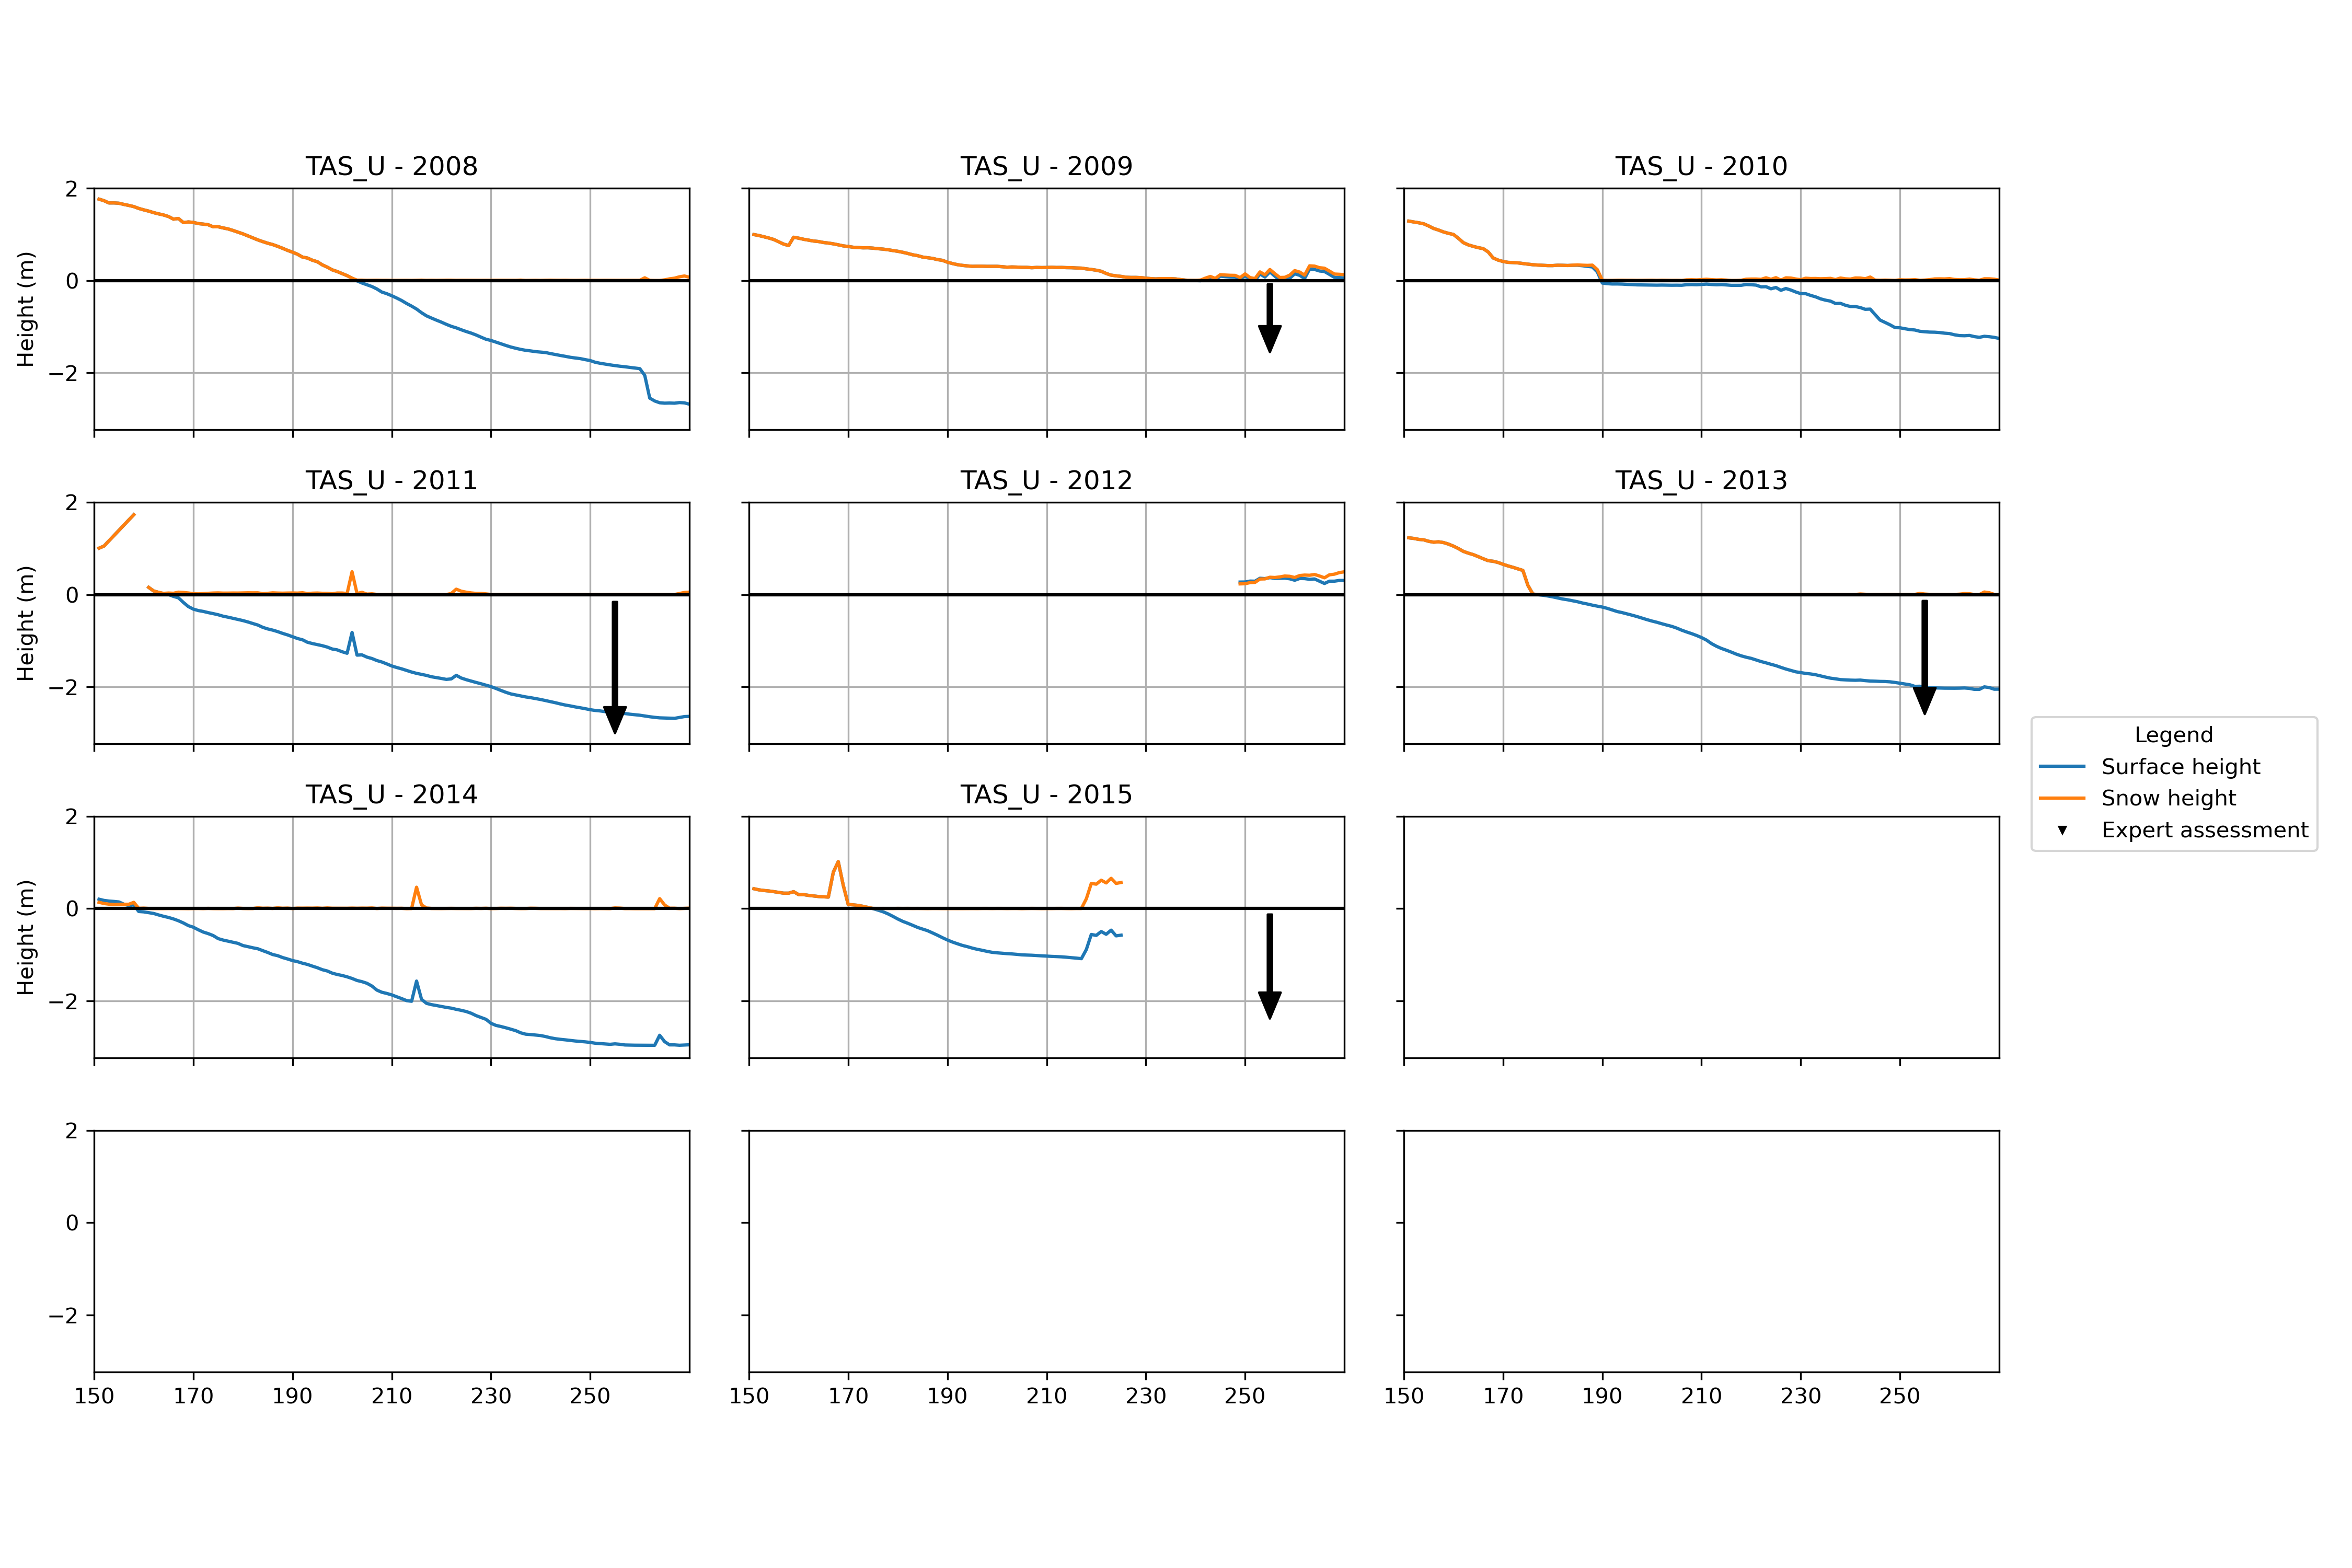 TAS_U - 2008
TAS_U - 2009
TAS_U - 2010
2
0
−2
Height (m)
TAS_U - 2011
TAS_U - 2012
TAS_U - 2013
2
0
−2
Height (m)
Legend
Surface height
Snow height
Expert assessment
TAS_U - 2014
TAS_U - 2015
2
0
−2
Height (m)
2
0
−2
150 170 190 210 230 250
150 170 190 210 230 250
150 170 190 210 230 250